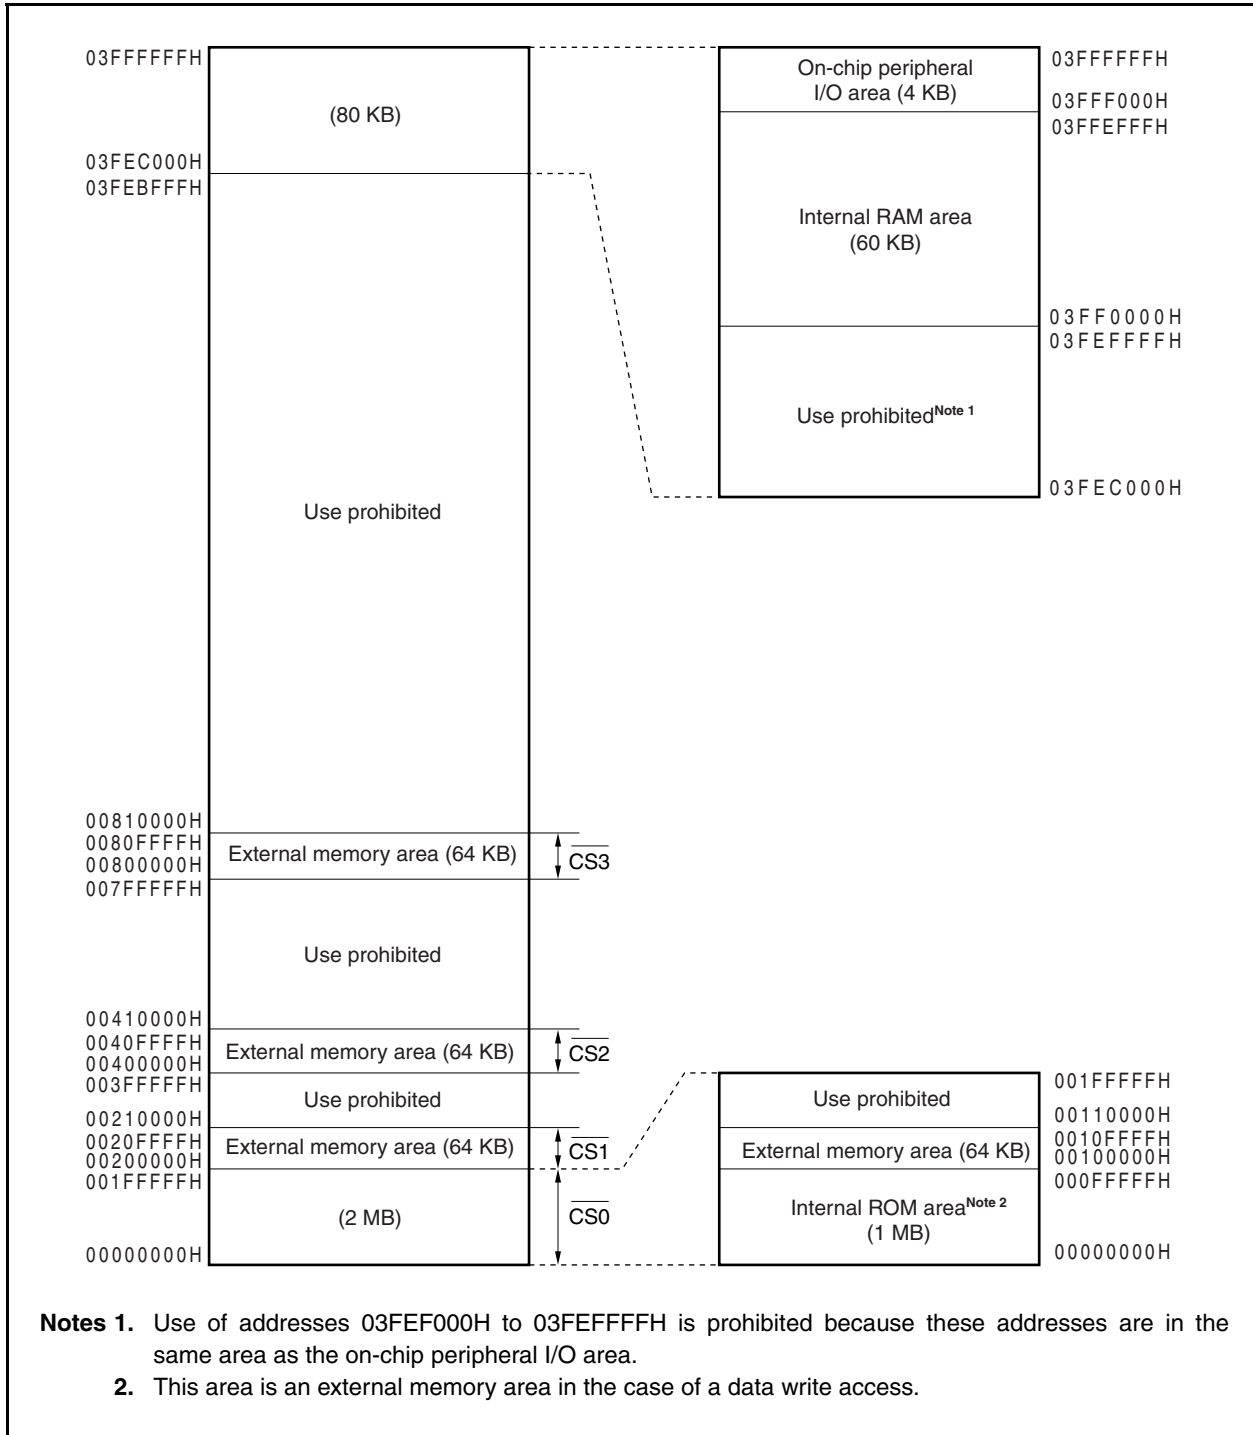 03FFFFFFH
(80 KB)
03FEC000H
03FEBFFFH
Use prohibited
00810000H
0080FFFFH
External memory area (64 KB)
CS3
00800000H
007FFFFFH
Use prohibited
00410000H
0040FFFFH
External memory area (64 KB)
CS2
00400000H
003FFFFFH
Use prohibited
00210000H
0020FFFFH
External memory area (64 KB)
CS1
00200000H
001FFFFFH
(2 MB)
CS0
00000000H
On-chip peripheral
I/O area (4 KB)
03FFFFFFH
03FFF000H
03FFEFFFH
Internal RAM area
(60 KB)
03FF0000H
03FEFFFFH
Use prohibited Note 1
03FEC000H
Use prohibited
001FFFFFH
00110000H
0010FFFFH
External memory area (64 KB)
00100000H
000FFFFFH
Internal ROM area Note 2
(1 MB)
00000000H
Notes 1. Use of addresses 03FEF000H to 03FEFFFFH is prohibited because these addresses are in the
same area as the on-chip peripheral I/O area.
2. This area is an external memory area in the case of a data write access.